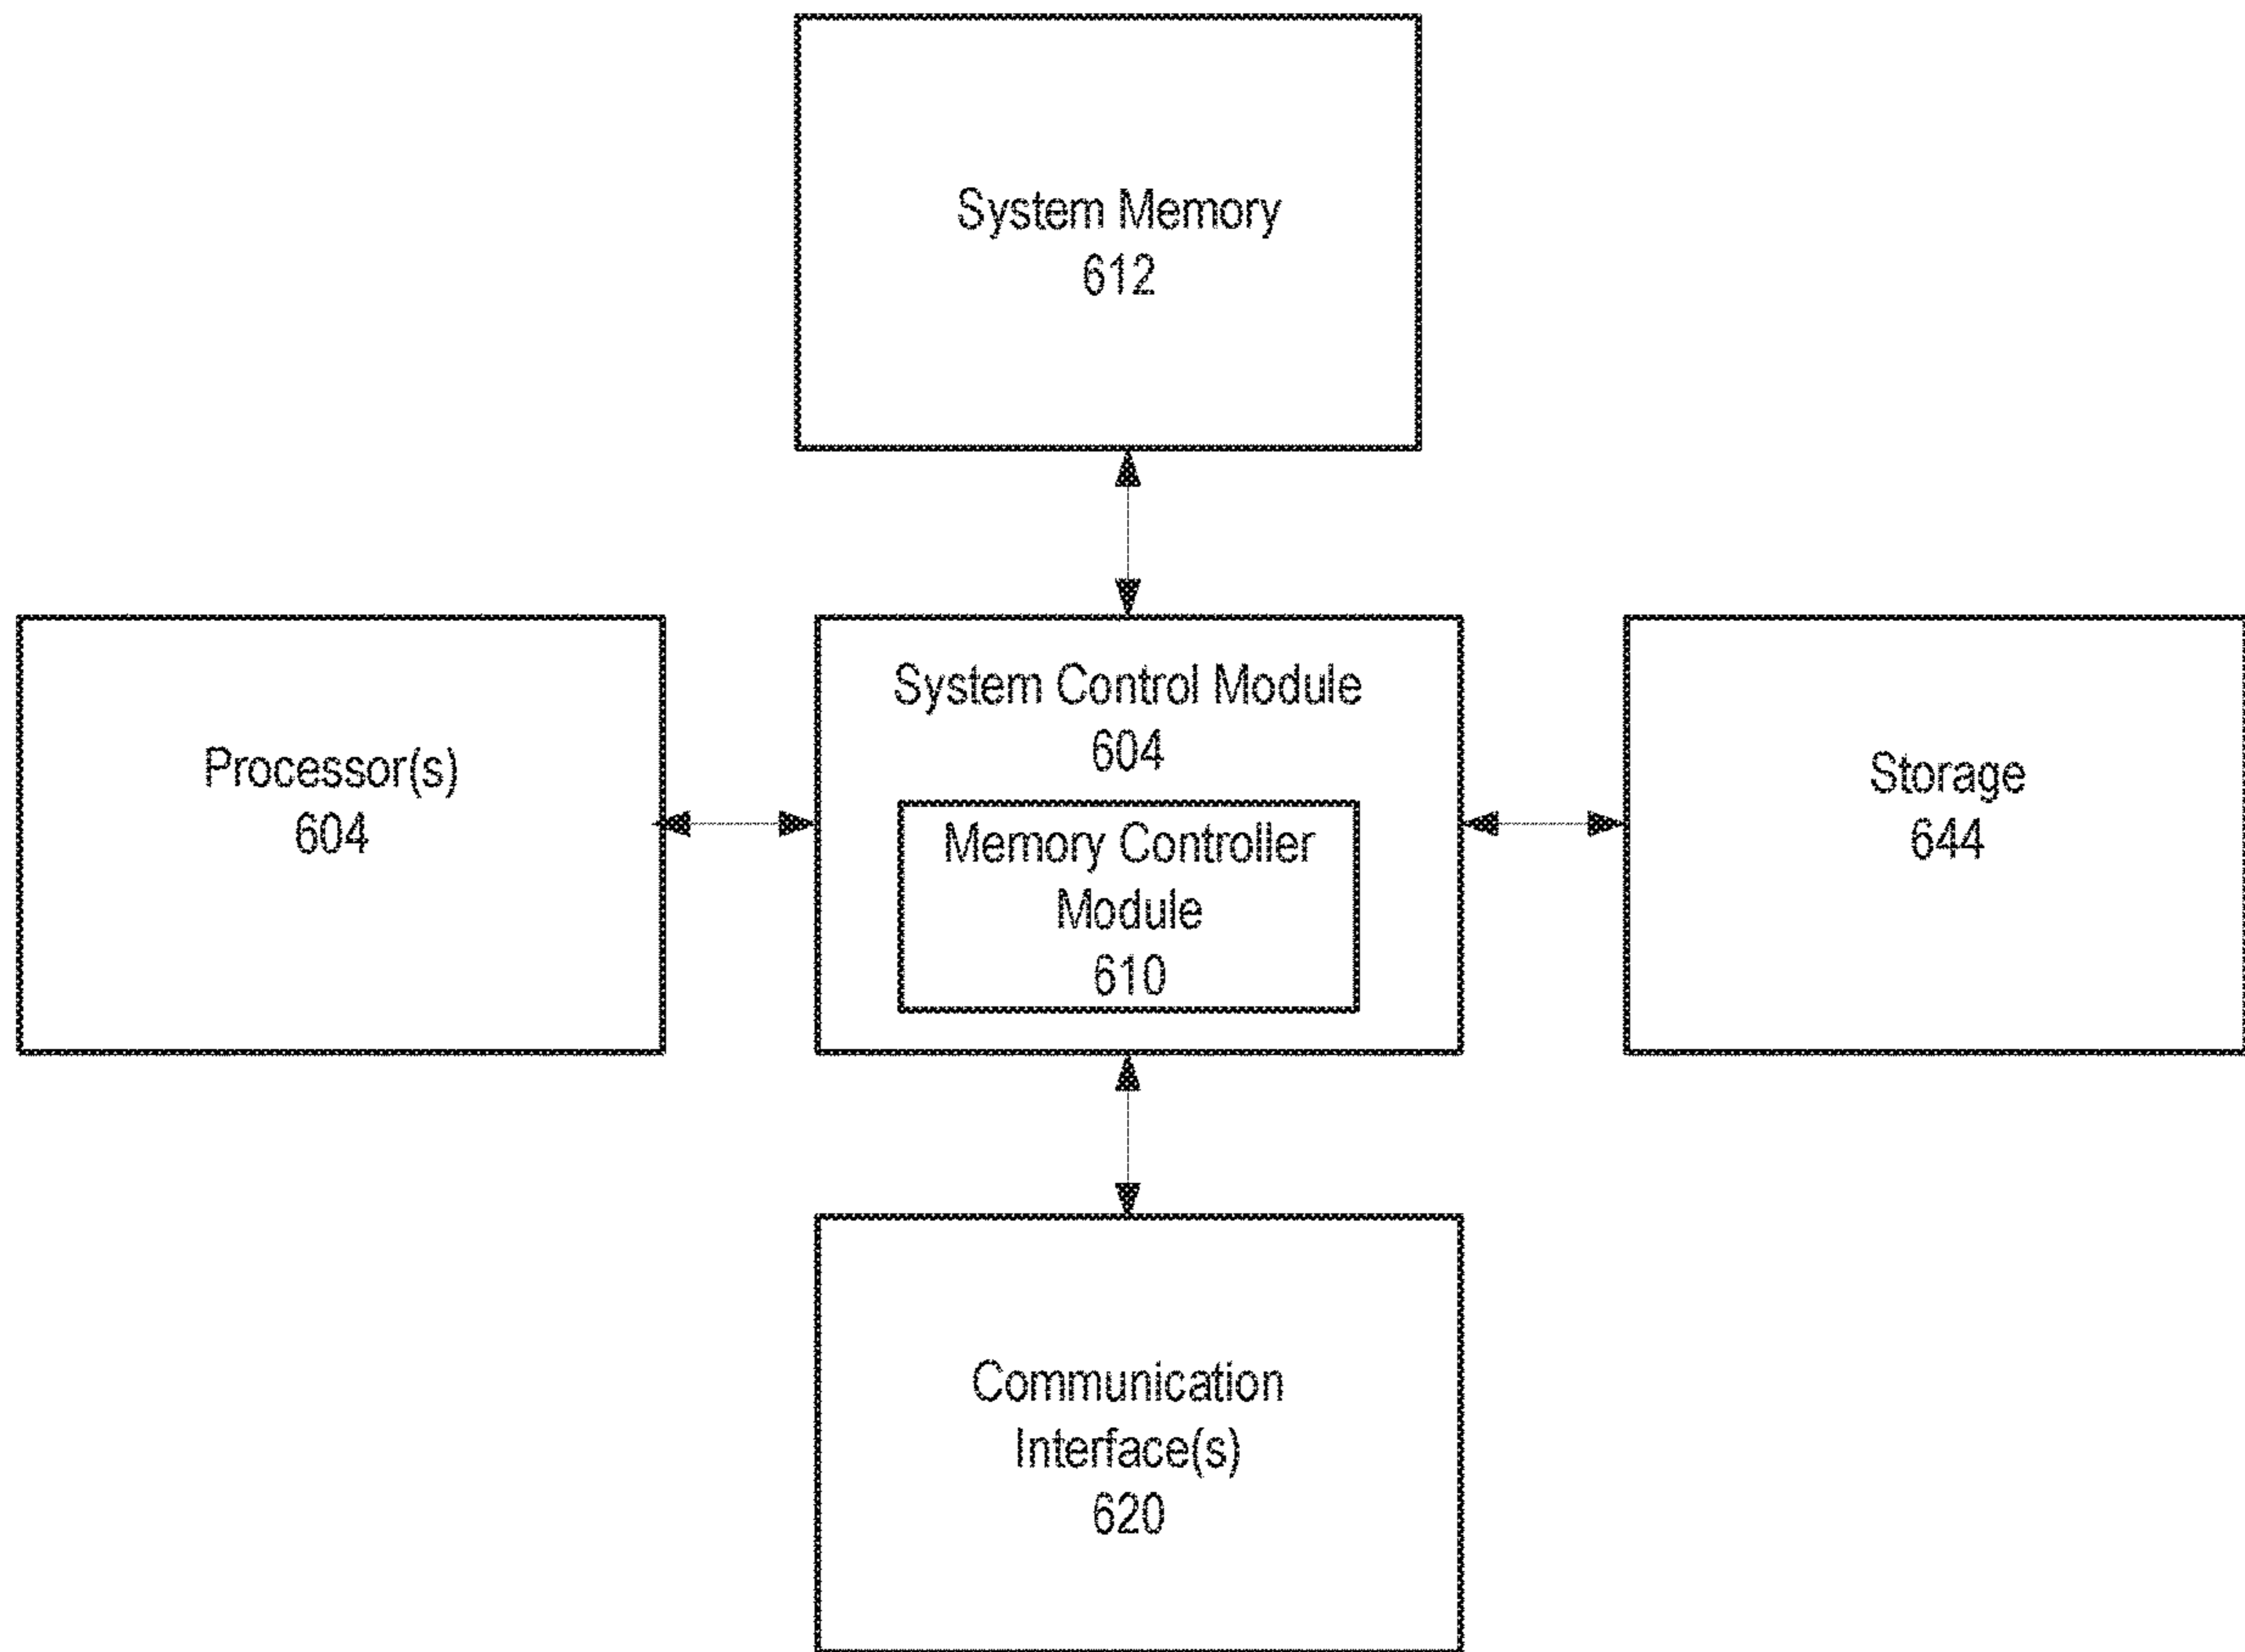 System Memory
612
Processor(s)
604
System Control Module
604
Memory Controller
Module
610
Storage
644
Communication
Interface(s)
620